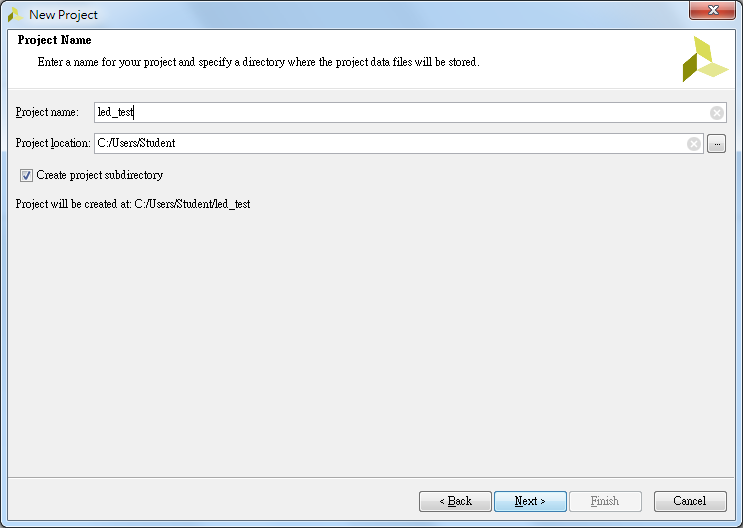 New Project
Project Name
Enter a name for your project and specify a directory where the project data files will be stored.
Project name: led_test
Project location: C:/Users/Student ...
Create project subdirectory
Project will be created at: C:/Users/Student/led_test
< Back Next > Finish Cancel